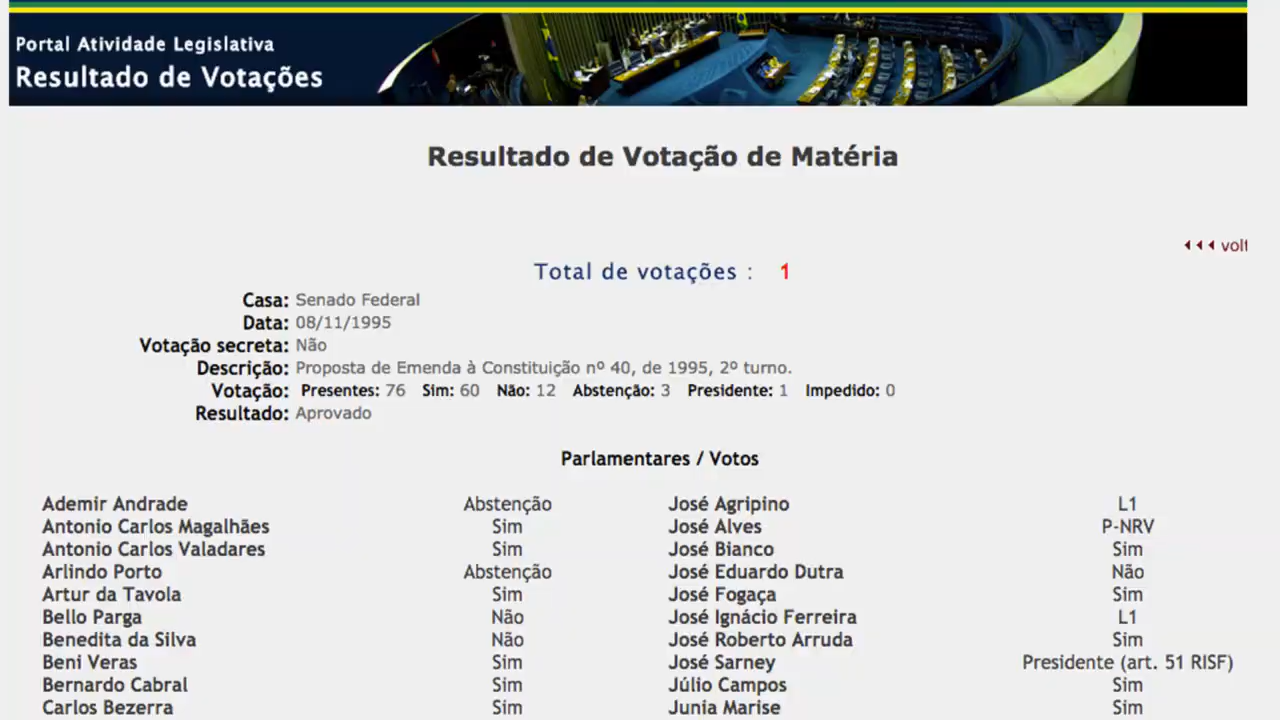 Portal Atividade Legislativa
Resultado de Votações
Resultado de Votação de Matéria
volt
Total de votações : 1
Casa: Senado Federal
Data: 08/11/1995
Votação secreta: Não
Descrição: Proposta de Emenda à Constituição nº 40, de 1995, 2º turno.
Votação: Presentes: 76 Sim: 60 Não: 12 Abstenção: 3 Presidente: 1 Impedido: 0
Resultado: Aprovado
Parlamentares / Votos
Ademir Andrade Abstenção José Agripino L1
Antonio Carlos Magalhães Sim José Alves P-NRV
Antonio Carlos Valadares Sim José Bianco Sim
Arlindo Porto Abstenção José Eduardo Dutra Não
Artur da Tavola Sim José Fogaça Sim
Bello Parga Não José Ignácio Ferreira L1
Benedita da Silva Não José Roberto Arruda Sim
Beni Veras Sim José Sarney Presidente (art. 51 RISF)
Bernardo Cabral Sim Júlio Campos Sim
Carlos Bezerra Sim Junia Marise Sim